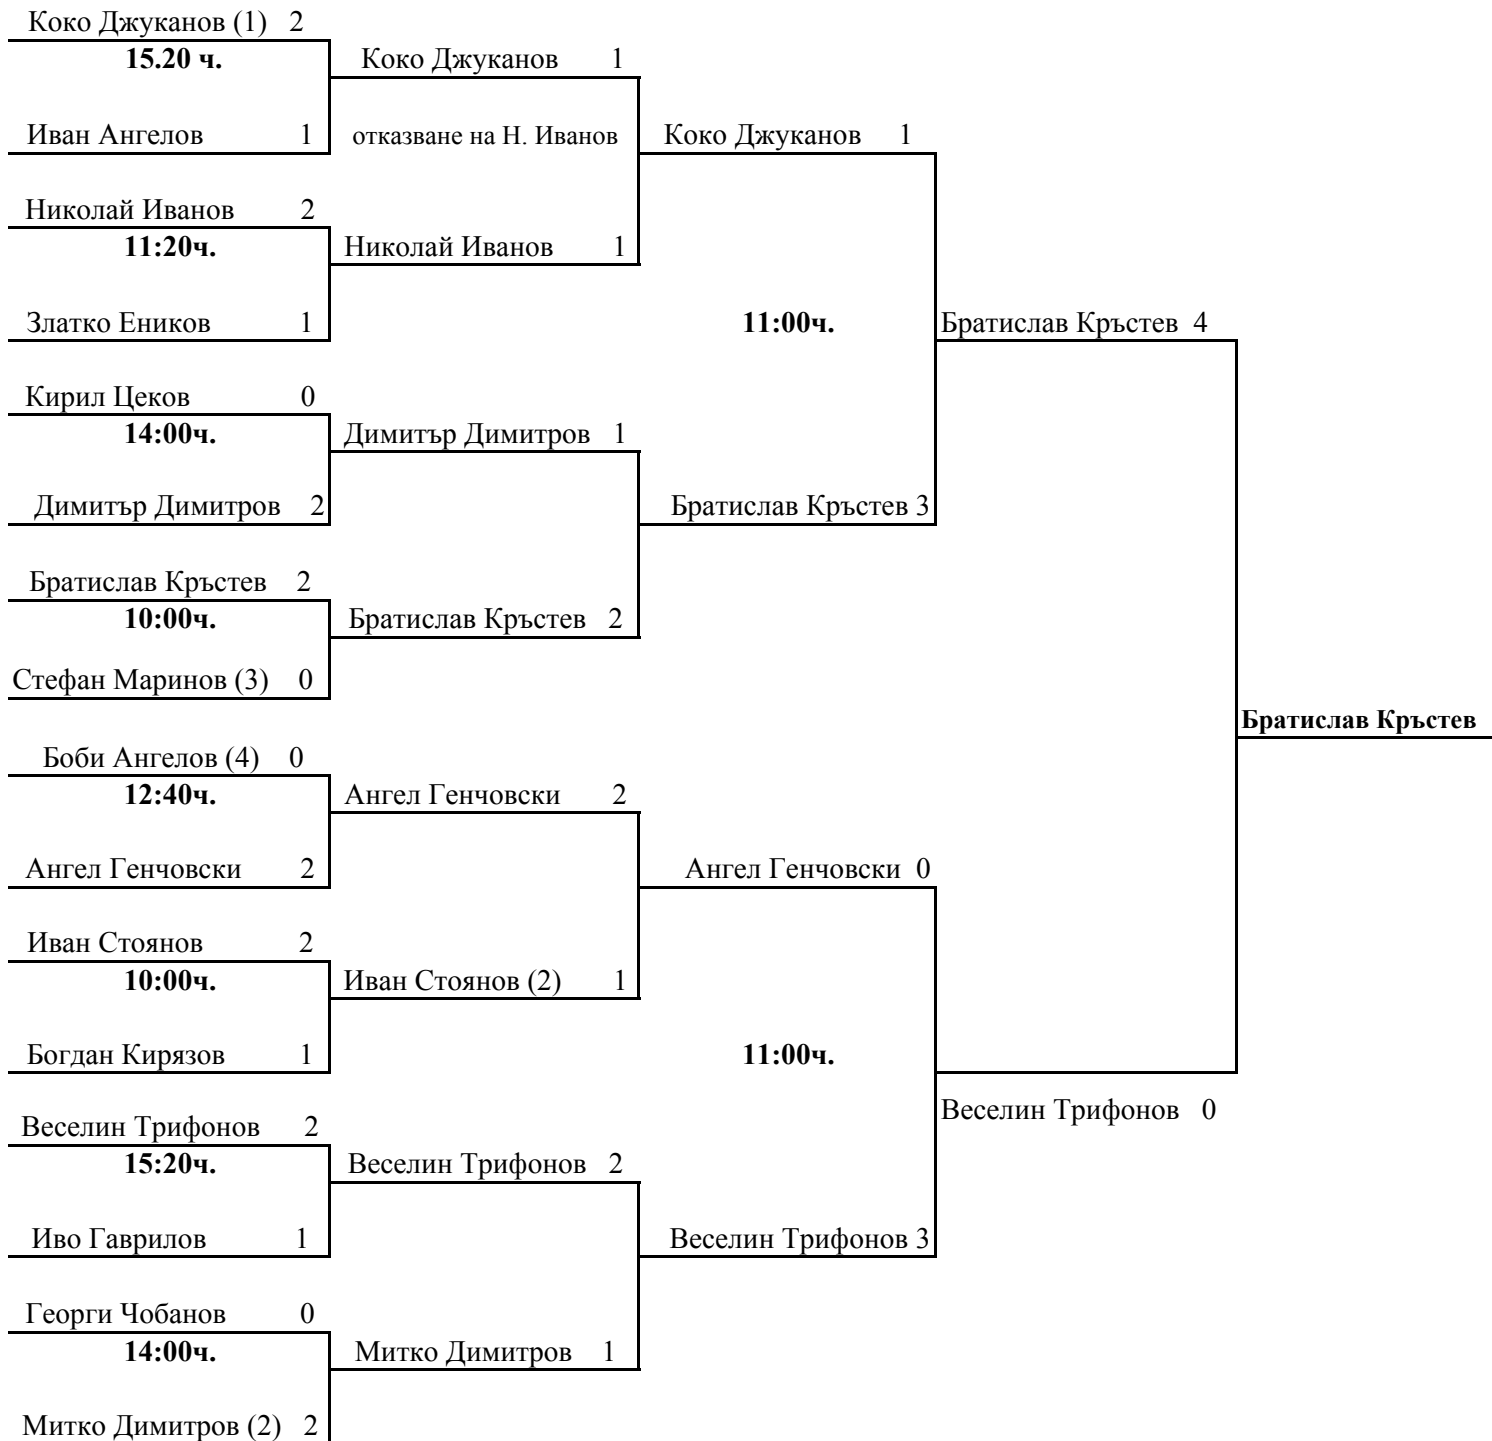 Коко Джуканов (1) 2
15.20 ч.
Коко Джуканов 1
Иван Ангелов 1
отказване на Н. Иванов
Коко Джуканов 1
Николай Иванов 2
11:20ч.
Николай Иванов 1
Златко Еников 1
11:00ч.
Братислав Кръстев 4
Кирил Цеков 0
14:00ч.
Димитър Димитров 1
Димитър Димитров 2
Братислав Кръстев 3
Братислав Кръстев 2
10:00ч.
Братислав Кръстев 2
Стефан Маринов (3) 0
Братислав Кръстев
Боби Ангелов (4) 0
12:40ч.
Ангел Генчовски 2
Ангел Генчовски 2
Ангел Генчовски 0
Иван Стоянов 2
10:00ч.
Иван Стоянов (2) 1
Богдан Кирязов 1
11:00ч.
Веселин Трифонов 0
Веселин Трифонов 2
15:20ч.
Веселин Трифонов 2
Иво Гаврилов 1
Веселин Трифонов 3
Георги Чобанов 0
14:00ч.
Митко Димитров 1
Митко Димитров (2) 2